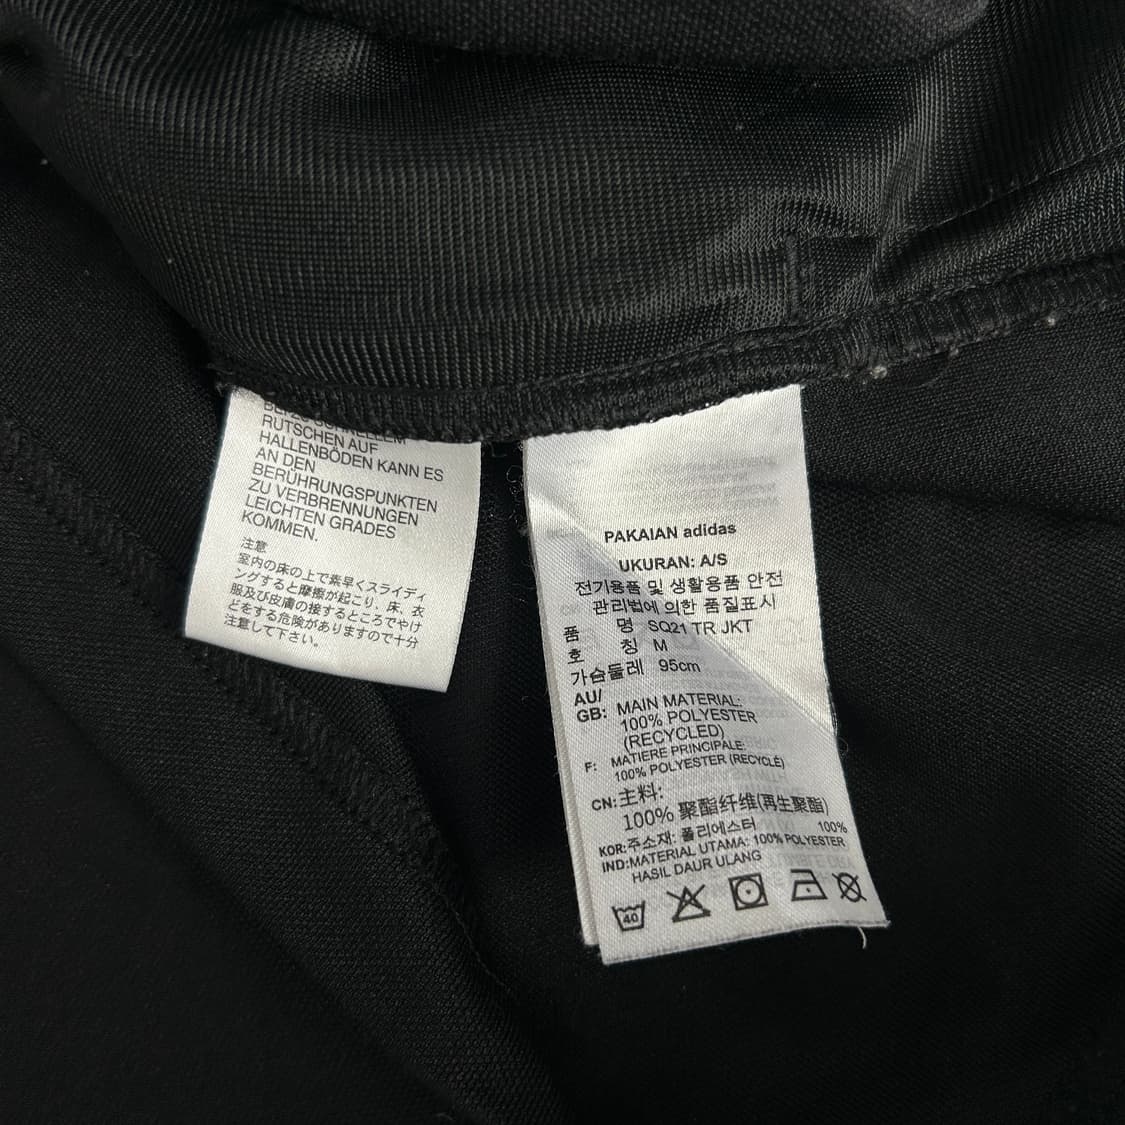 RUTSCHEN AUF
HALLENBÖDEN KANN ES
AN DEN
BERÜHRUNGSPUNKTEN
ZU VERBRENNUNGEN
LEICHTEN GRADES
KOMMEN.
注意
室内の床の上で素早くスライディ
ングすると摩擦が起こり、床、衣
服及び皮膚の接するところでやけ
どをする危険がありますので十分
注意して下さい。
PAKAIAN adidas
UKURAN: A/S
전기용품 및 생활용품 안전
관리법에 의한 품질표시
품 명 SQ21 TR JKT
호 칭 M
가슴둘레 95cm
AU/
GB: MAIN MATERIAL:
100% POLYESTER
(RECYCLED)
F: MATIERE PRINCIPALE:
100% POLYESTER (RECYCLÉ)
CN:主料:
100% 聚酯纤维(再生聚酯)
KOR:주소재: 폴리에스터 100%
IND:MATERIAL UTAMA: 100% POLYESTER
HASIL DAUR ULANG
40